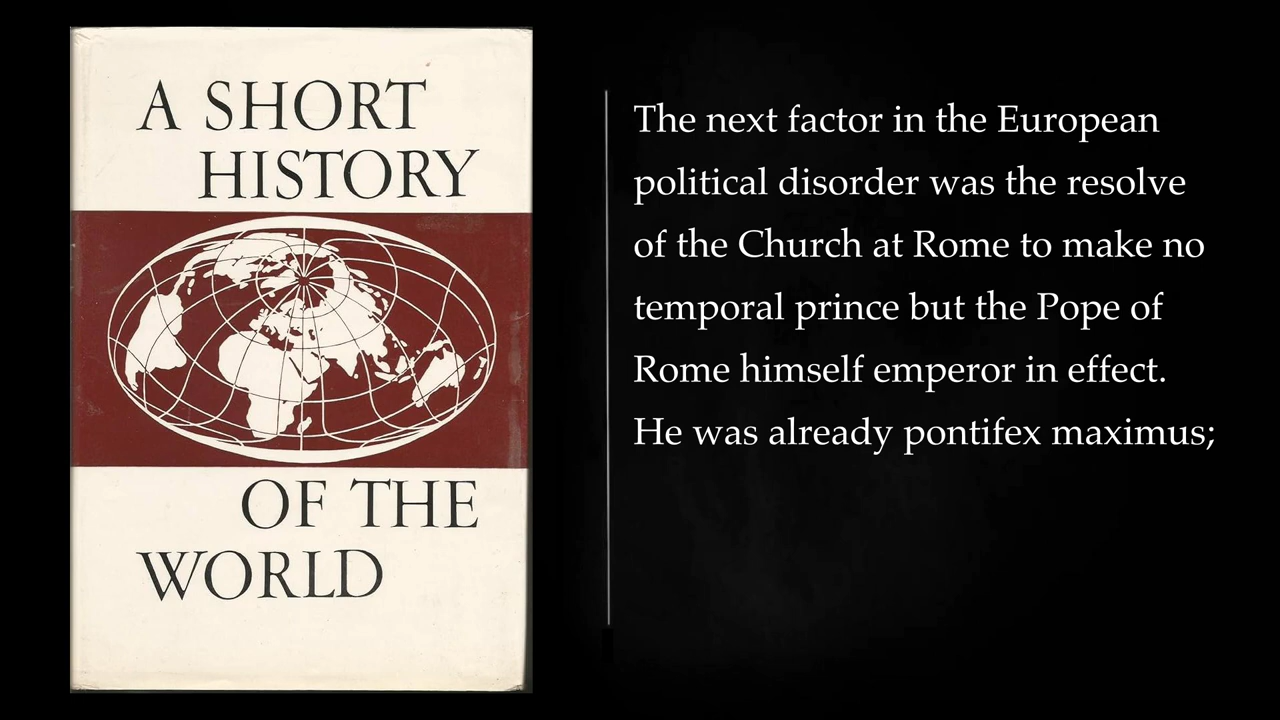 A SHORT
HISTORY
OF THE
WORLD
The next factor in the European
political disorder was the resolve
of the Church at Rome to make no
temporal prince but the Pope of
Rome himself emperor in effect.
He was already pontifex maximus;